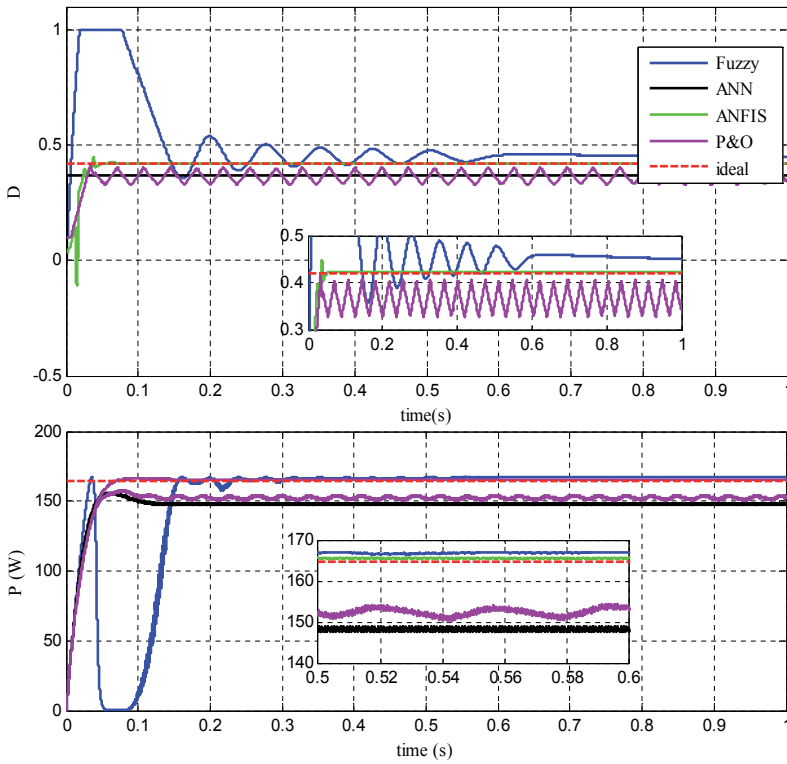 1
0.5
0
-0.5
D
0 0.1 0.2 0.3 0.4 0.5 0.6 0.7 0.8 0.9 1
time(s)
Fuzzy
ANN
ANFIS
P&O
ideal
0.5
0.4
0.3
0 0.2 0.4 0.6 0.8 1
200
150
100
50
0
P (W)
0 0.1 0.2 0.3 0.4 0.5 0.6 0.7 0.8 0.9 1
time (s)
170
160
150
140
0.5 0.52 0.54 0.56 0.58 0.6